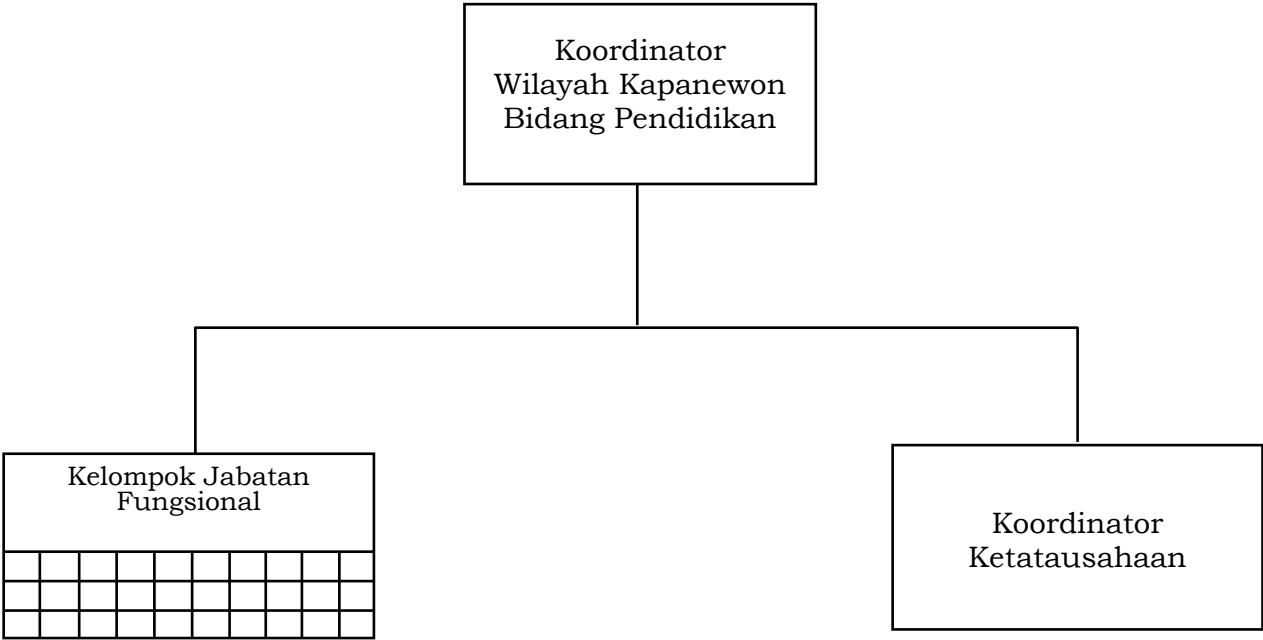 Koordinator
Wilayah Kapanewon
Bidang Pendidikan
Kelompok Jabatan
Fungsional
Koordinator
Ketatausahaan